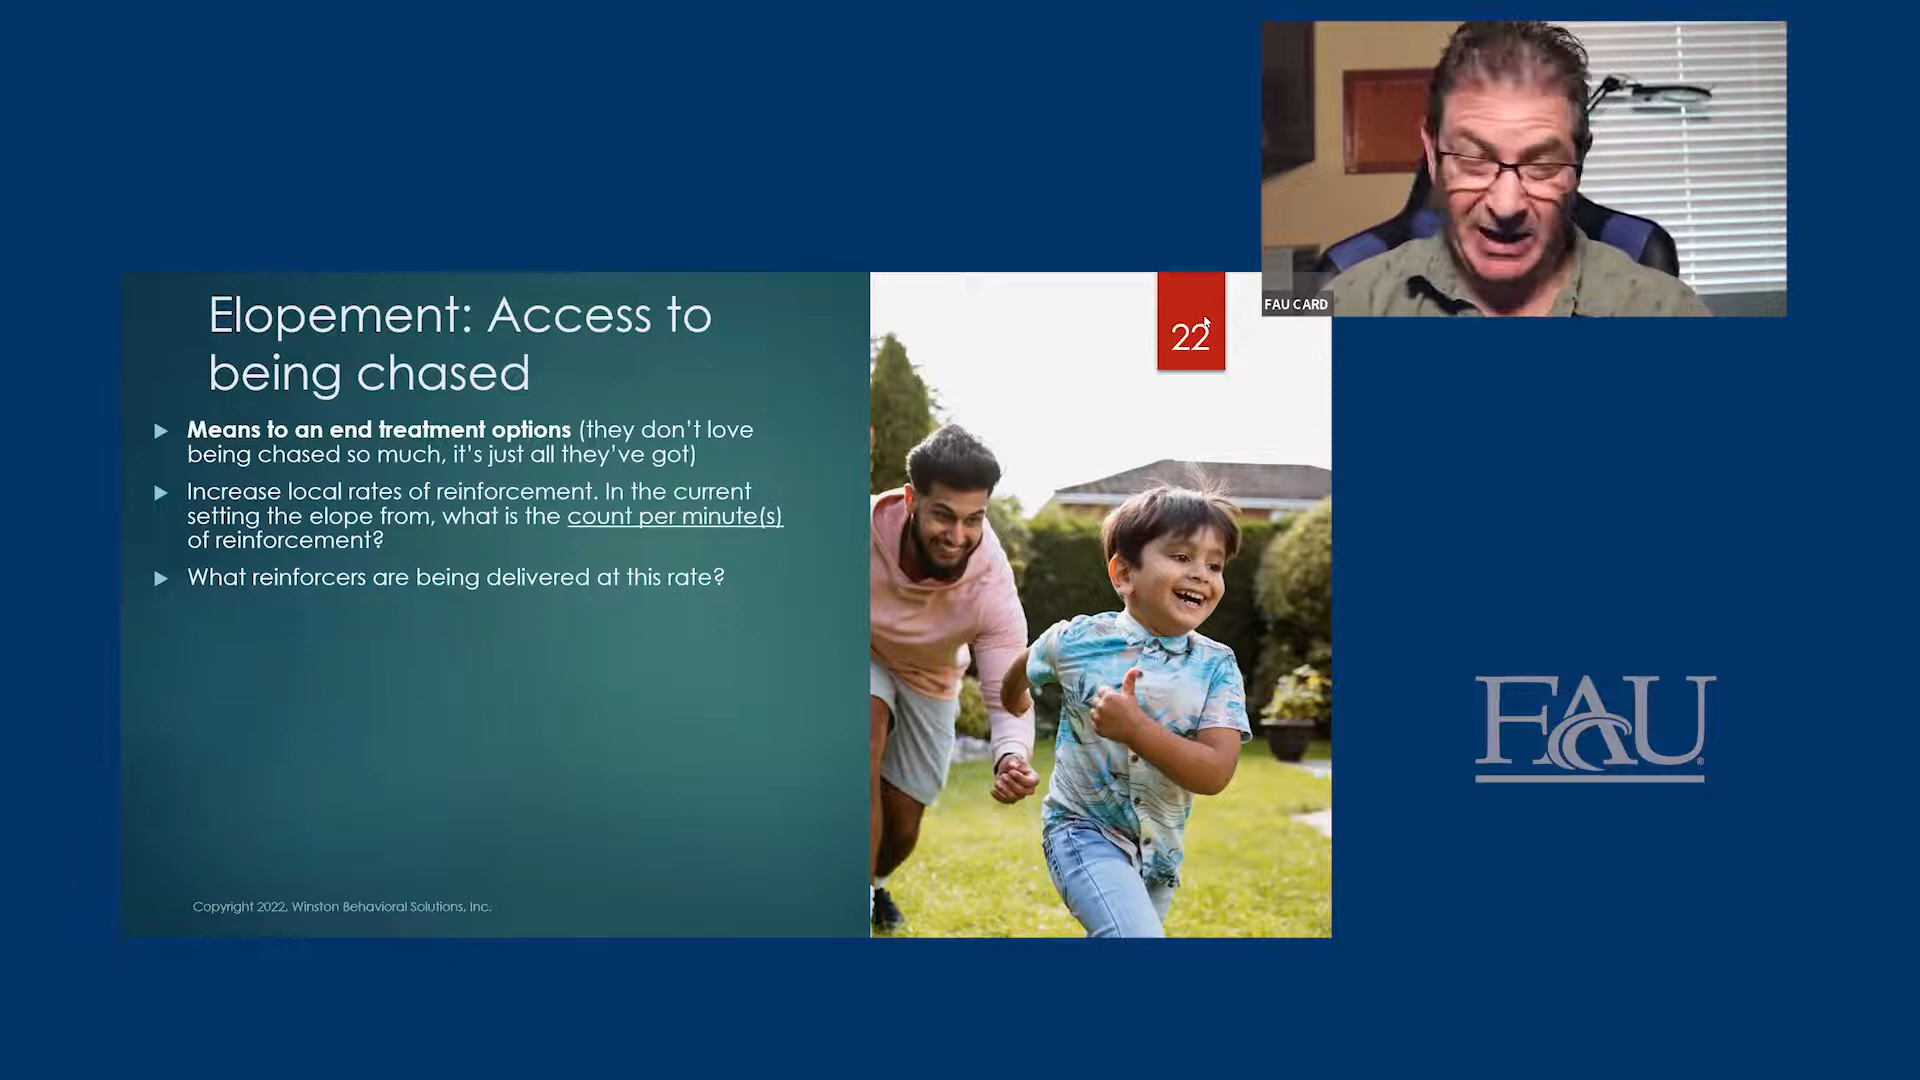 FAU CARD
22
Elopement: Access to
being chased
Means to an end treatment options (they don't love
being chased so much, it's just all they've got)
Increase local rates of reinforcement. In the current
setting the elope from, what is the count per minute(s)
of reinforcement?
What reinforcers are being delivered at this rate?
Copyright 2022, Winston Behavioral Solutions, Inc.
FAU®